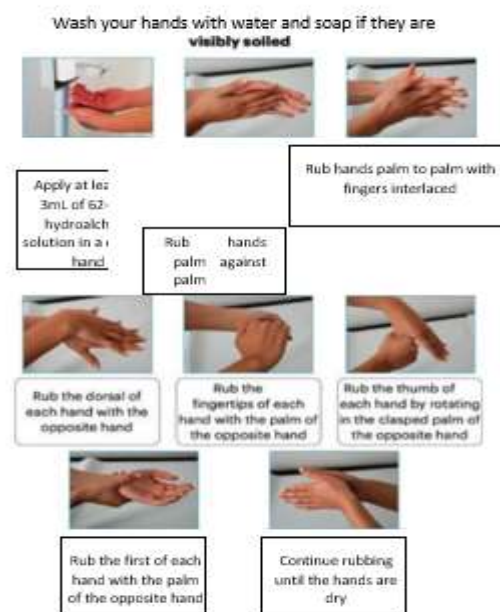 Wash your hands with water and soap if they are
visibly soiled
Rub hands palm to palm with
fingers interlaced
Apply at lea
3mL of 62-
hydroalch
solution in a
hand
Rub hands
palm against
palm
Rub the dorsal of
each hand with the
opposite hand
Rub the
fingertips of each
hand with the palm of
the opposite hand
Rub the thumb of
each hand by rotating
in the clasped palm of
the opposite hand
Rub the first of each
hand with the palm
of the opposite hand
Continue rubbing
until the hands are
dry